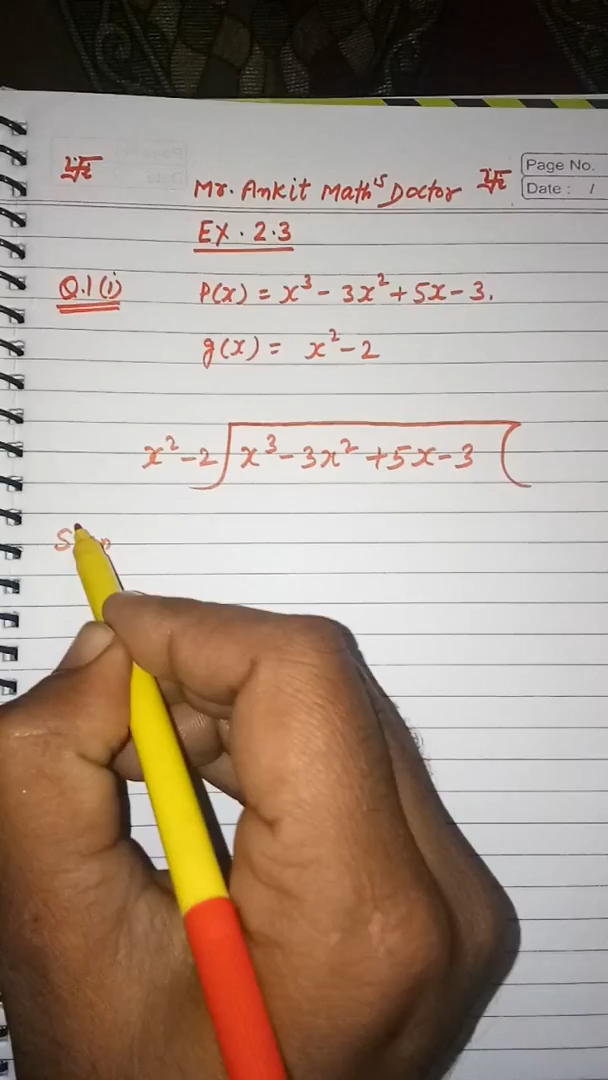 Mr. Ankit Math's Doctor
Page No.
Date : /
EX. 2.3
Q.1(i) P(x) = x³ - 3x² + 5x - 3.
g(x) = x² - 2
x² - 2 x³ - 3x² + 5x - 3 (